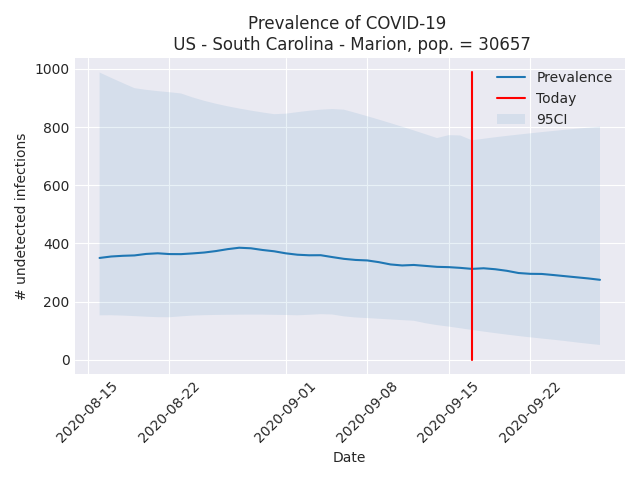 Prevalence of COVID-19
US - South Carolina - Marion, pop. = 30657
1000
800
600
400
200
0
# undetected infections
Prevalence
Today
95CI
2020-08-15
2020-08-22
2020-09-01
2020-09-08
2020-09-15
2020-09-22
Date